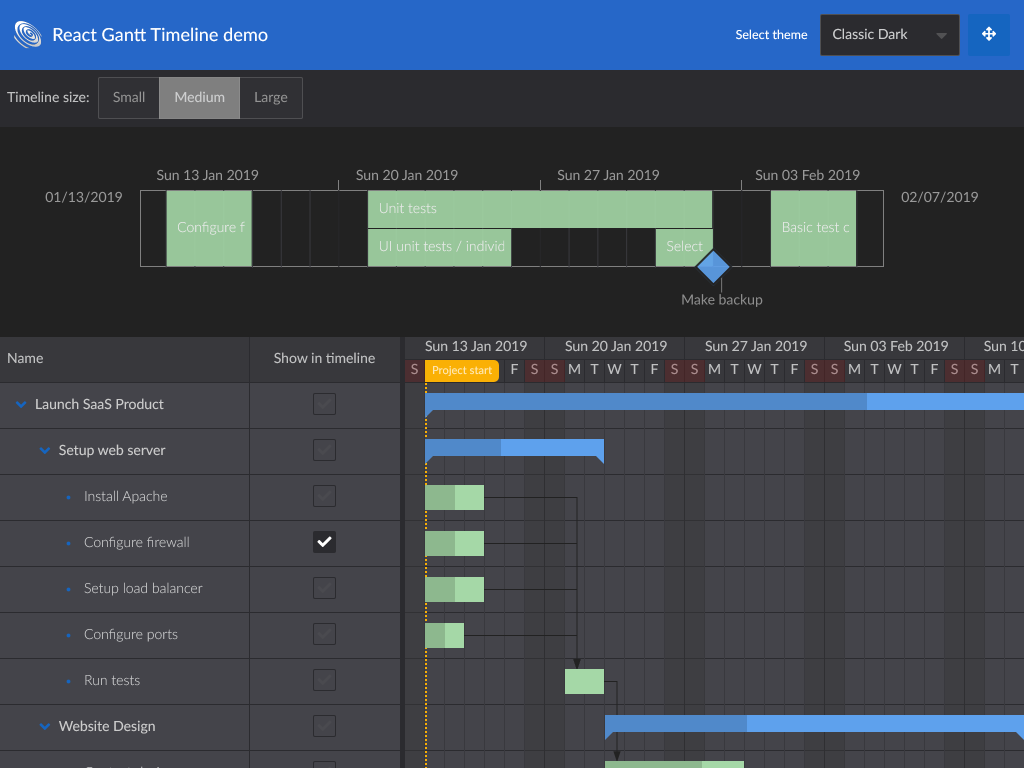 React Gantt Timeline demo
Select theme
Classic Dark
Timeline size:
Small
Medium
Large
Sun 13 Jan 2019
Sun 20 Jan 2019
Sun 27 Jan 2019
Sun 03 Feb 2019
01/13/2019
02/07/2019
Unit tests
Configure f
Basic test c
UI unit tests / individ
Select
Make backup
Name
Show in timeline
Sun 13 Jan 2019
Sun 20 Jan 2019
Sun 27 Jan 2019
Sun 03 Feb 2019
Sun 10
S
Project start
F S S M T W T F S S M T W T F S S M T W T F S S M T
Launch SaaS Product
Setup web server
Install Apache
Configure firewall
Setup load balancer
Configure ports
Run tests
Website Design